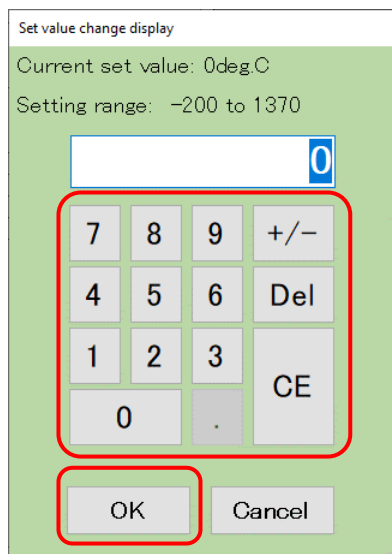 Set value change display
Current set value: 0deg.C
Setting range: -200 to 1370
0
7 8 9 +/-
4 5 6 Del
1 2 3 CE
0 .
OK Cancel